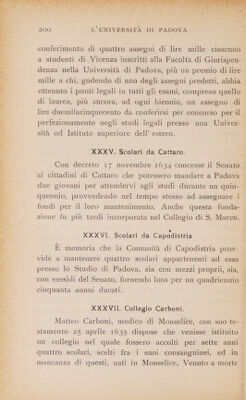 200 L'UNIVERSITÀ DI PADOVA
conferimento di quattro assegni di lire mille ciascuno
a studenti di Vicenza inscritti alla Facoltà di Giurispru-
denza nella Università di Padova, più un premio di lire
mille a chi, godendo di uno degli assegni predetti, abbia
ottenuto i punti legali in tutti gli esami, compreso quello
di laurea, più ancora, ad ogni biennio, un assegno di
lire duemilacinquecento da conferirsi per concorso per il
perfezionamento negli studi legali presso una Univer-
sità od Istituto superiore dell'estero.
XXXV. Scolari da Cattaro.
Con decreto 17 novembre 1634 concesse il Senato
ai cittadini di Cattaro che potessero mandare a Padova
due giovani per attendervi agli studi durante un quin-
quennio, provvedendo nel tempo stesso ad assegnare i
fondi per il loro mantenimento. Anche questa fonda-
zione fu più tardi incorporata nel Collegio di S. Marco.
XXXVI. Scolari da Capodistria
È memoria che la Comunità di Capodistria prov-
vide a mantenere quattro scolari appartenenti ad essa
presso lo Studio di Padova, sia con mezzi proprii, sia,
con sussidi del Senato, fornendo loro per un quadriennio
cinquanta annui ducati.
XXXVII. Collegio Carboni.
Matteo Carboni, medico di Monselice, con suo te-
stamento 25 aprile 1635 dispone che venisse istituito
un collegio nel quale fossero accolti per sette anni
quattro scolari, scelti fra i suoi consanguinei, ed in
mancanza di questi, nati in Monselice, Venuto a morte